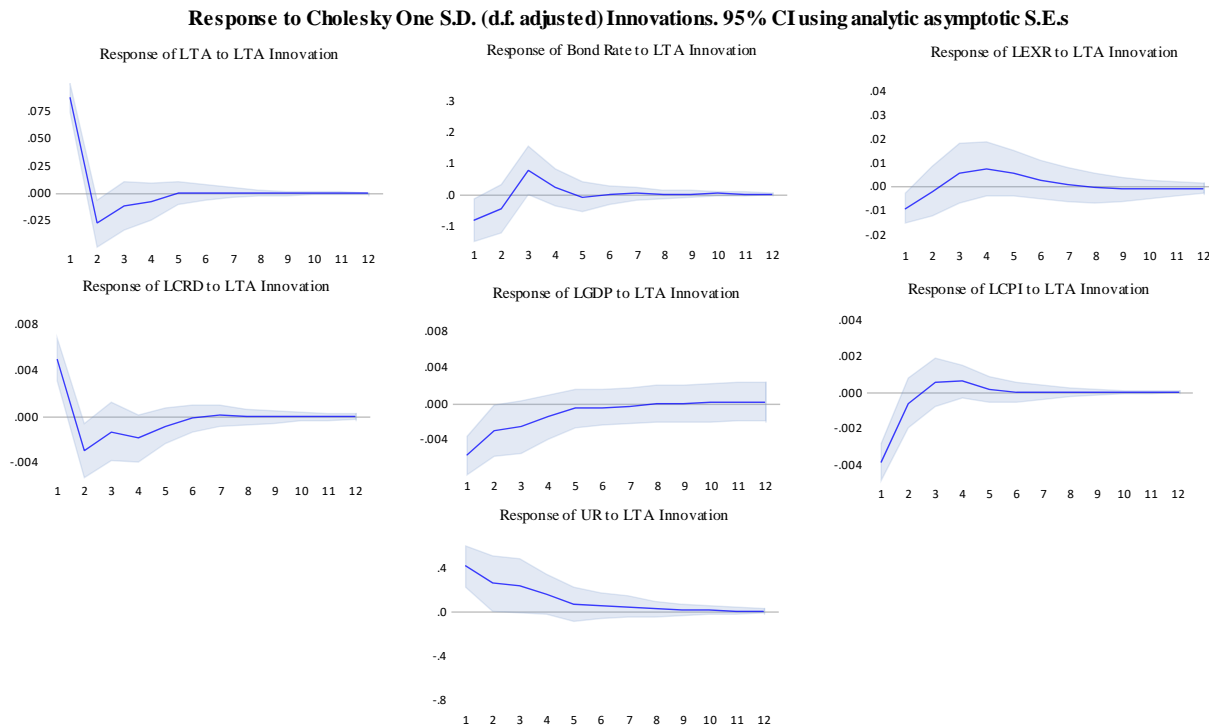 Response to Cholesky One S.D. (d.f. adjusted) Innovations. 95% CI using analytic asymptotic S.E.s
Response of LTA to LTA Innovation
.075
.050
.025
.000
-.025
1 2 3 4 5 6 7 8 9 10 11 12
Response of Bond Rate to LTA Innovation
.3
.2
.1
.0
-.1
1 2 3 4 5 6 7 8 9 10 11 12
Response of LEXR to LTA Innovation
.04
.03
.02
.01
.00
-.01
-.02
1 2 3 4 5 6 7 8 9 10 11 12
Response of LCRD to LTA Innovation
.008
.004
.000
-.004
1 2 3 4 5 6 7 8 9 10 11 12
Response of LGDP to LTA Innovation
.008
.004
.000
-.004
1 2 3 4 5 6 7 8 9 10 11 12
Response of LCPI to LTA Innovation
.004
.002
.000
-.002
-.004
1 2 3 4 5 6 7 8 9 10 11 12
Response of UR to LTA Innovation
.4
.0
-.4
-.8
1 2 3 4 5 6 7 8 9 10 11 12